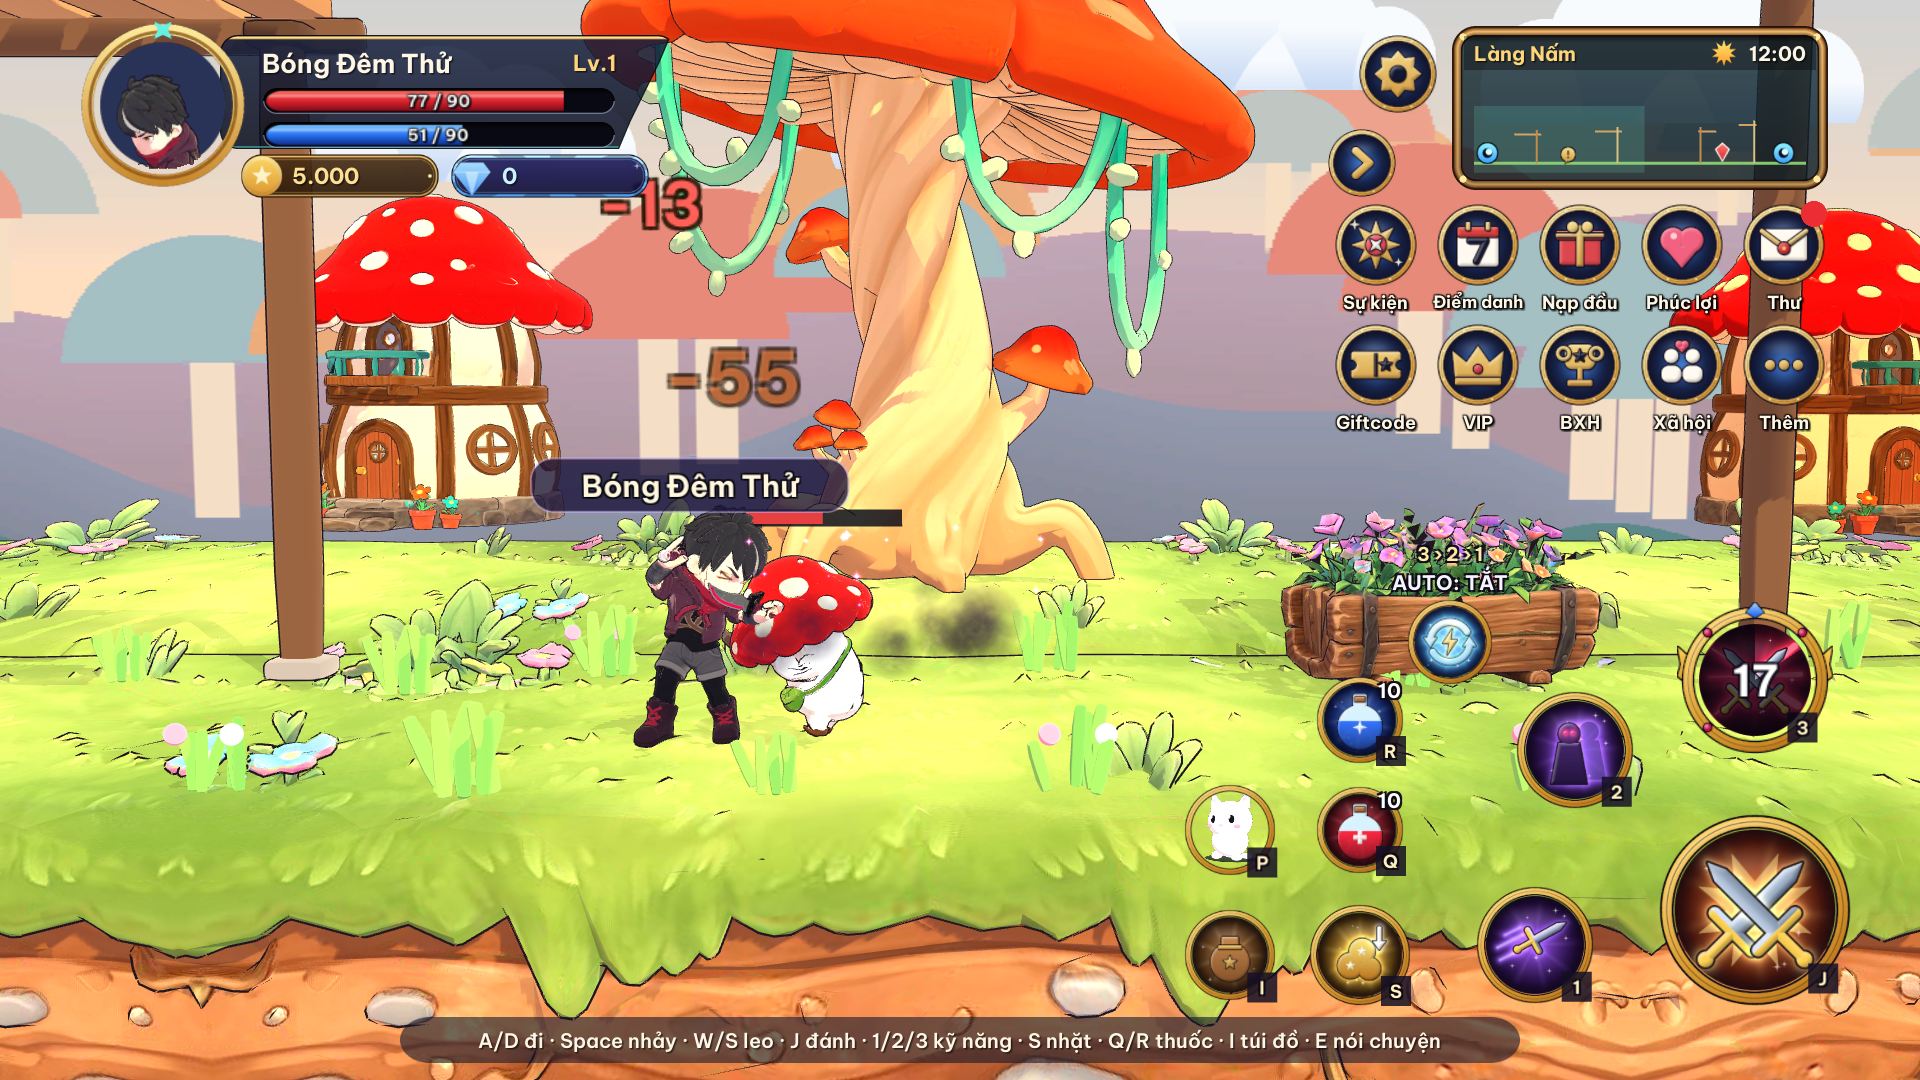 Bóng Đêm Thử
Lv.1
77 / 90
51 / 90
5.000
0
-13
-55
Bóng Đêm Thử
Làng Nấm
12:00
7
Sự kiện
Điểm danh
Nạp đầu
Phúc lợi
Thư
Giftcode
VIP
BXH
Xã hội
Thêm
3›2›1
AUTO: TẮT
17
3
10
R
2
10
Q
P
I
S
1
J
A/D đi · Space nhảy · W/S leo · J đánh · 1/2/3 kỹ năng · S nhặt · Q/R thuốc · I túi đồ · E nói chuyện